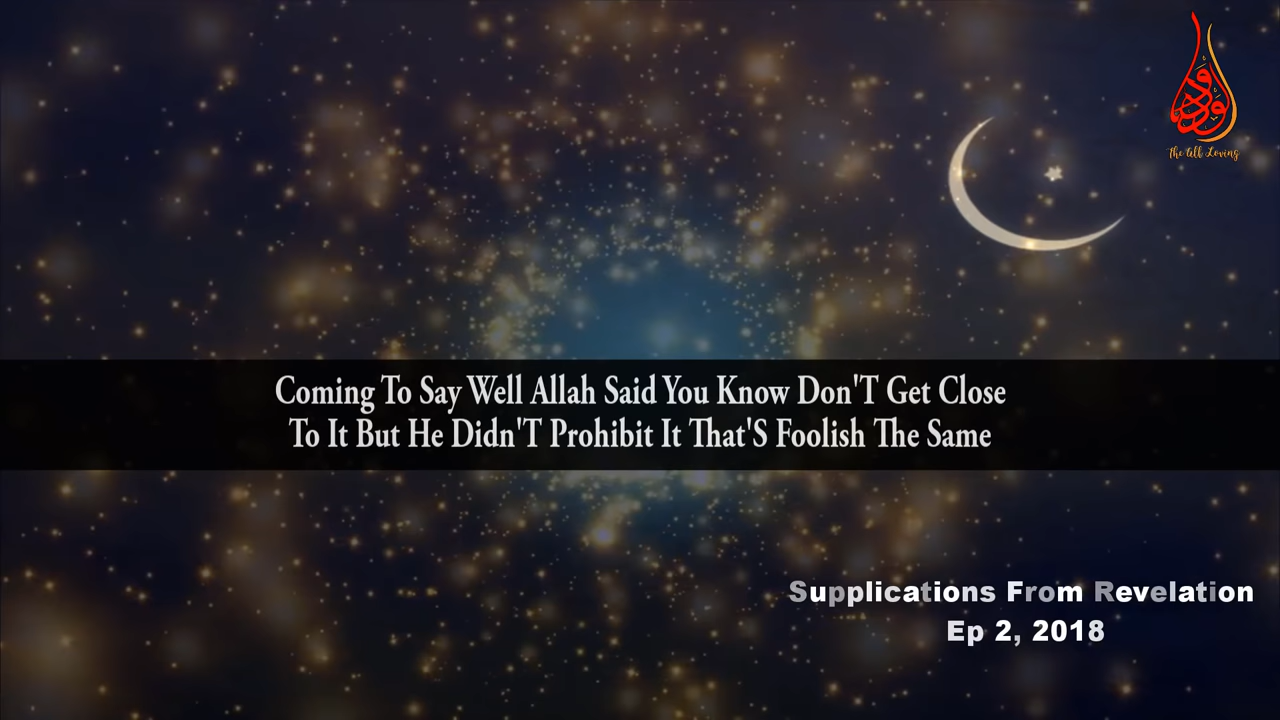 الودود
The All Loving
Coming To Say Well Allah Said You Know Don'T Get Close
To It But He Didn'T Prohibit It That'S Foolish The Same
Supplications From Revelation
Ep 2, 2018